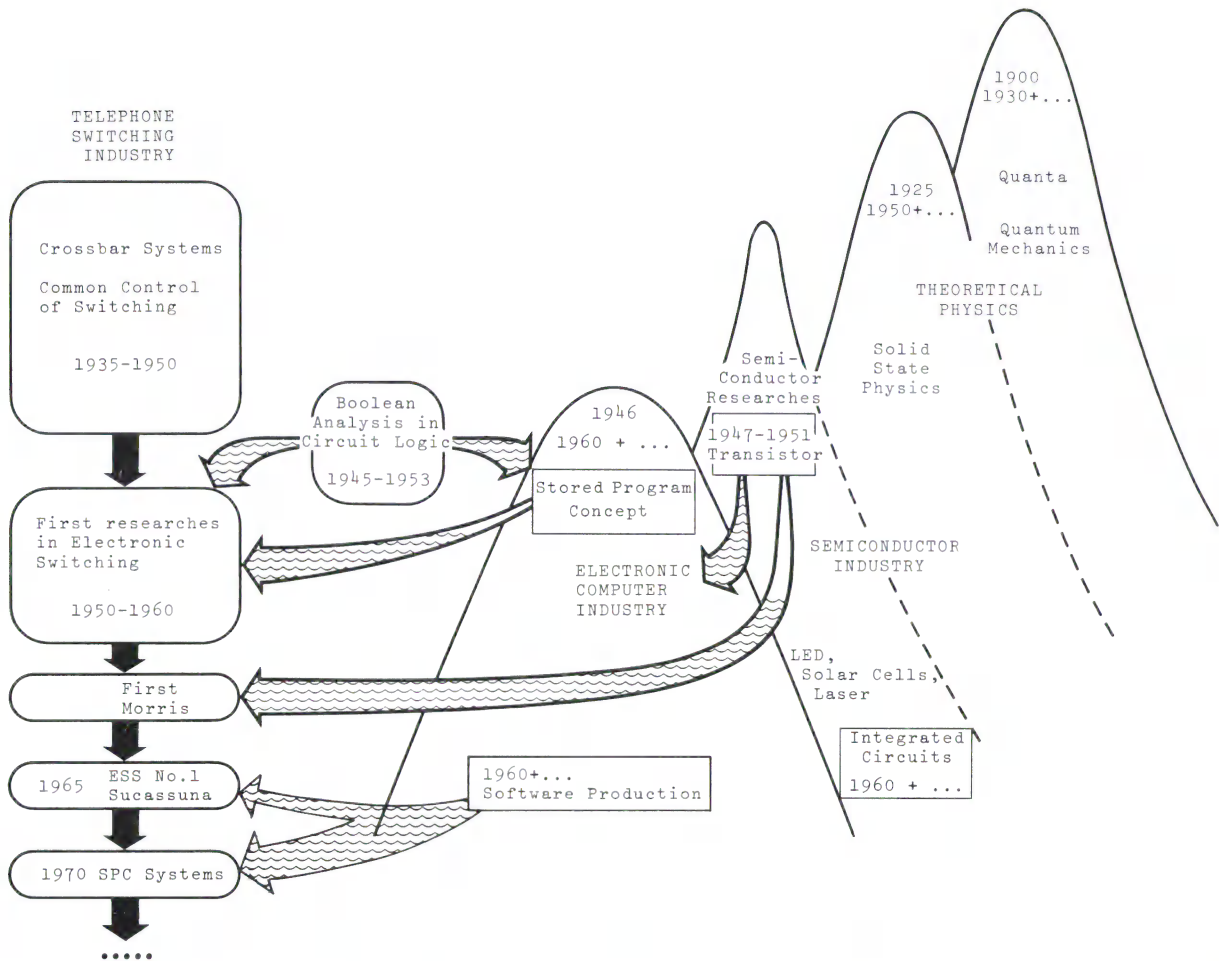 TELEPHONE
SWITCHING
INDUSTRY
Crossbar Systems
Common Control
of Switching
1935-1950
First researches
in Electronic
Switching
1950-1960
First
Morris
1965 ESS No.1
Sucassuna
1970 SPC Systems
.....
Boolean
Analysis in
Circuit Logic
1945-1953
1946
1960 + ...
Stored Program
Concept
ELECTRONIC
COMPUTER
INDUSTRY
1960+...
Software Production
Semi-
Conductor
Researches
1947-1951
Transistor
SEMICONDUCTOR
INDUSTRY
LED,
Solar Cells,
Laser
Integrated
Circuits
1960 + ...
1925
1950+...
Solid
State
Physics
1900
1930+...
Quanta
Quantum
Mechanics
THEORETICAL
PHYSICS